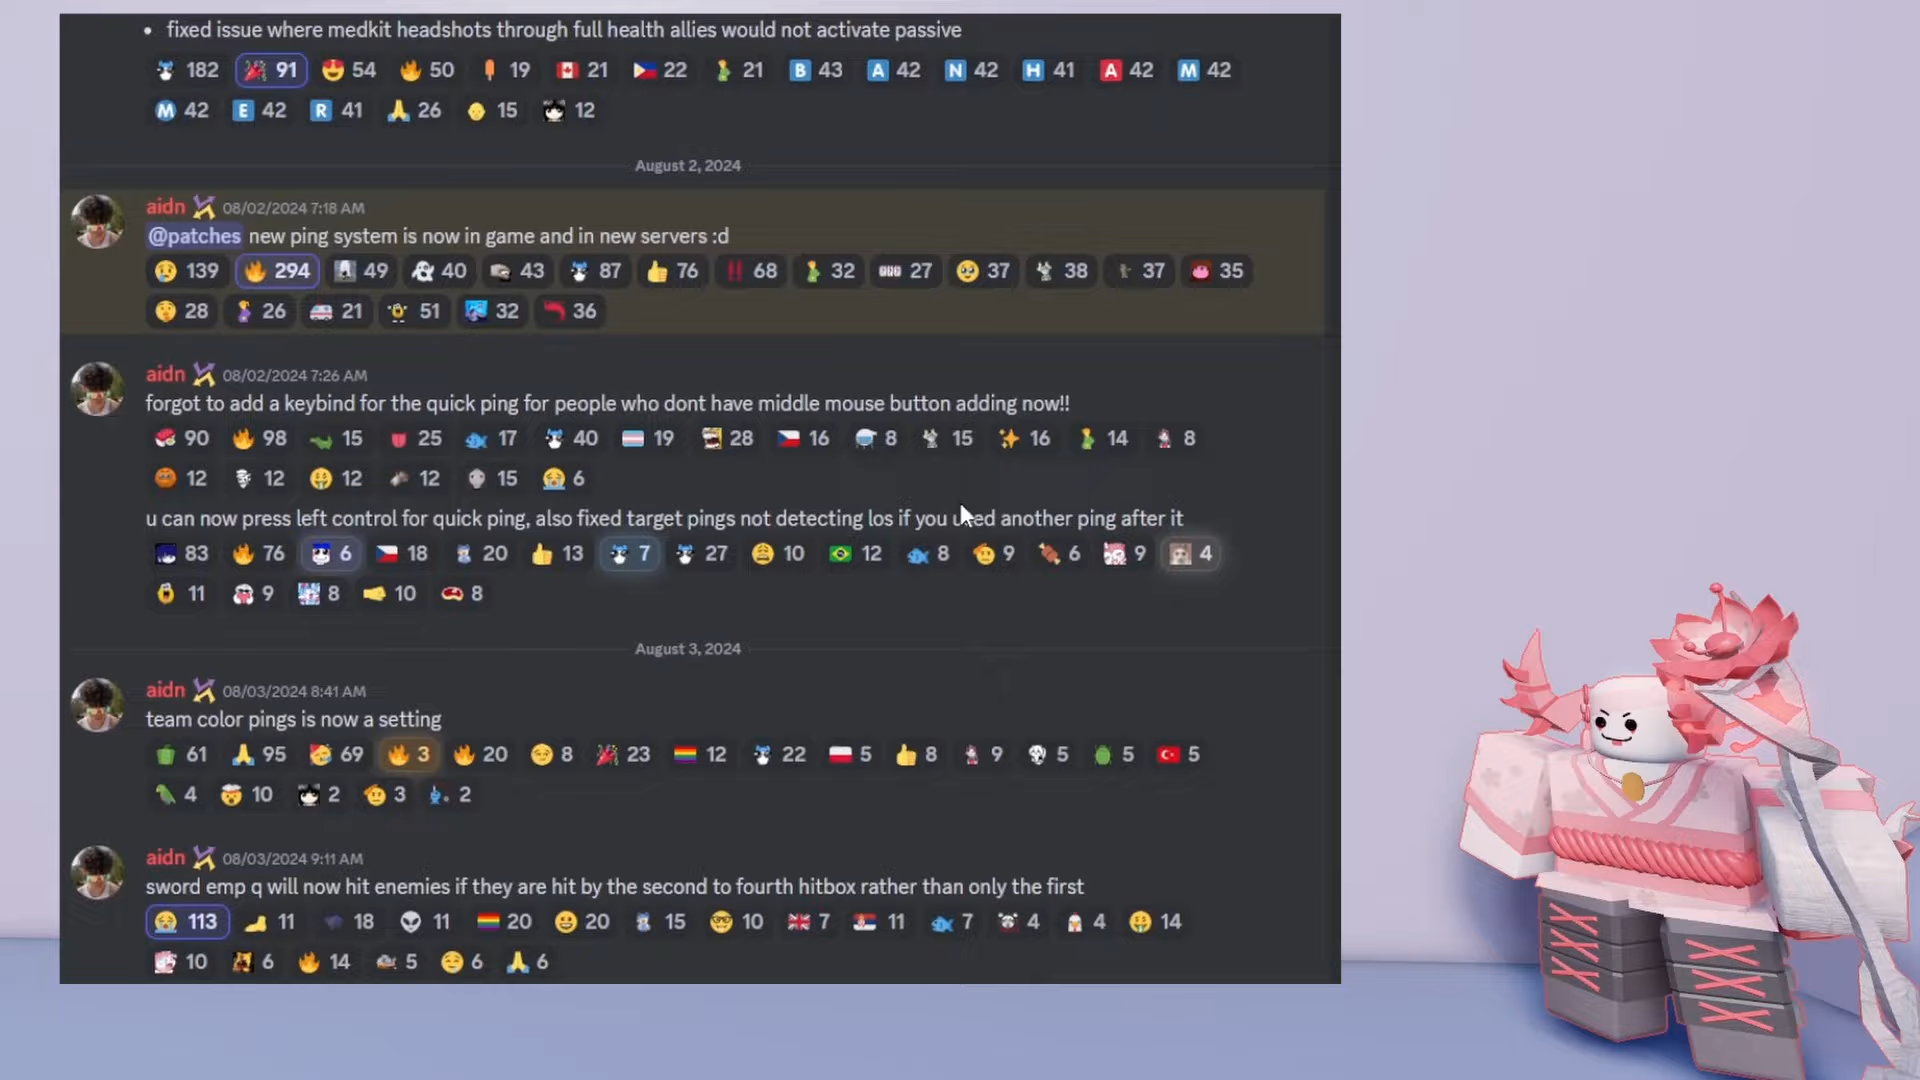 • fixed issue where medkit headshots through full health allies would not activate passive
182 91 54 50 19 21 22 21 B 43 A 42 N 42 H 41 A 42 M 42
M 42 E 42 R 41 26 15 12
August 2, 2024
aidn 08/02/2024 7:18 AM
@patches new ping system is now in game and in new servers :d
139 294 49 40 43 87 76 68 32 27 37 38 37 35
28 26 21 51 32 36
aidn 08/02/2024 7:26 AM
forgot to add a keybind for the quick ping for people who dont have middle mouse button adding now!!
90 98 15 25 17 40 19 28 16 8 15 16 14 8
12 12 12 12 15 6
u can now press left control for quick ping, also fixed target pings not detecting los if you used another ping after it
83 76 6 18 20 13 7 27 10 12 8 9 6 9 4
11 9 8 10 8
August 3, 2024
aidn 08/03/2024 8:41 AM
team color pings is now a setting
61 95 69 3 20 8 23 12 22 5 8 9 5 5 5
4 10 2 3 2
aidn 08/03/2024 9:11 AM
sword emp q will now hit enemies if they are hit by the second to fourth hitbox rather than only the first
113 11 18 11 20 20 15 10 7 11 7 4 4 14
10 6 14 5 6 6